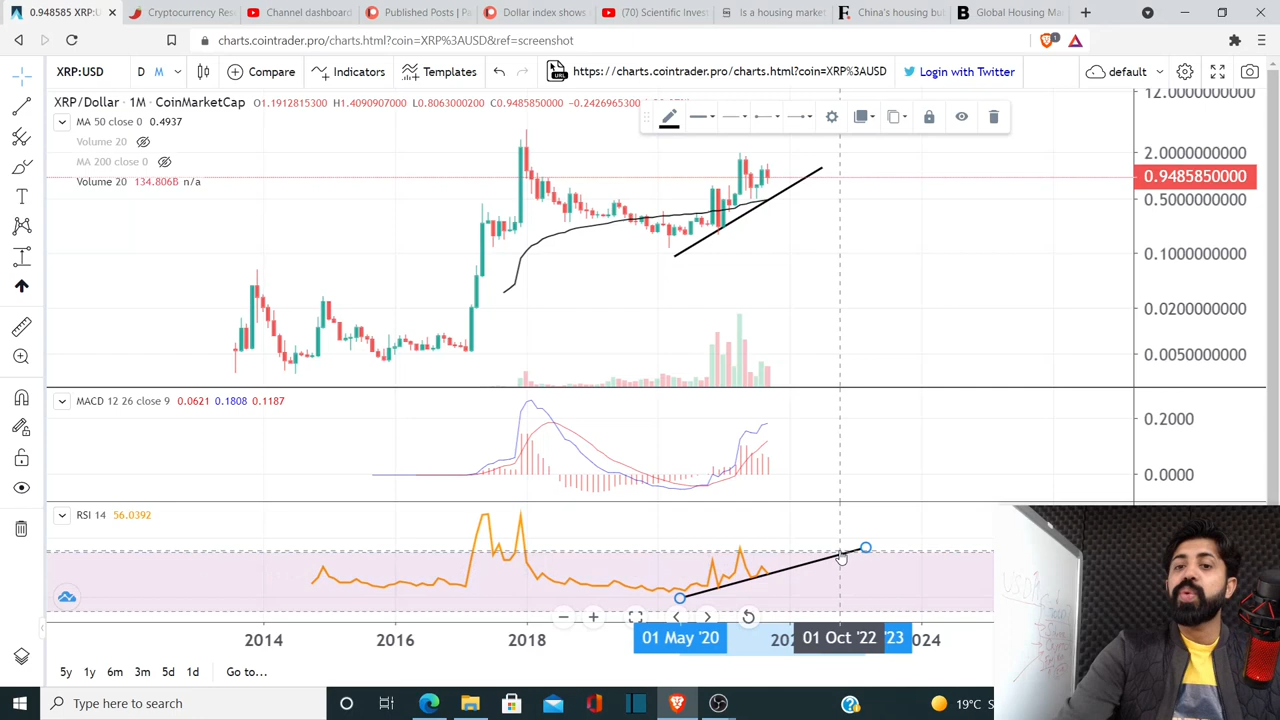 0.948585 XRP/USD
Cryptocurrency Res
Channel dashboard
Published Posts | Pa
Dollar index shows
(70) Scientific Inves
Is a housing market
China's housing bu
Global Housing Ma
charts.cointrader.pro/charts.html?coin=XRP%3AUSD&ref=screenshot
1
XRP:USD
D
M
Compare
Indicators
Templates
URL
https://charts.cointrader.pro/charts.html?coin=XRP%3AUSD
Login with Twitter
default
XRP/Dollar · 1M · CoinMarketCap O1.1912815300 H1.4090907000 L0.8063000200 C0.9485850000 −0.2426965300
MA 50 close 0 0.4937
Volume 20
MA 200 close 0
Volume 20 134.806B n/a
12.0000000000
2.0000000000
0.9485850000
0.5000000000
0.1000000000
0.0200000000
0.0050000000
MACD 12 26 close 9 0.0621 0.1808 0.1187
0.2000
0.0000
RSI 14 56.0392
2014
2016
2018
01 May '20
01 Oct '22
'23
2024
5y 1y 6m 3m 5d 1d Go to...
Type here to search
19°C S